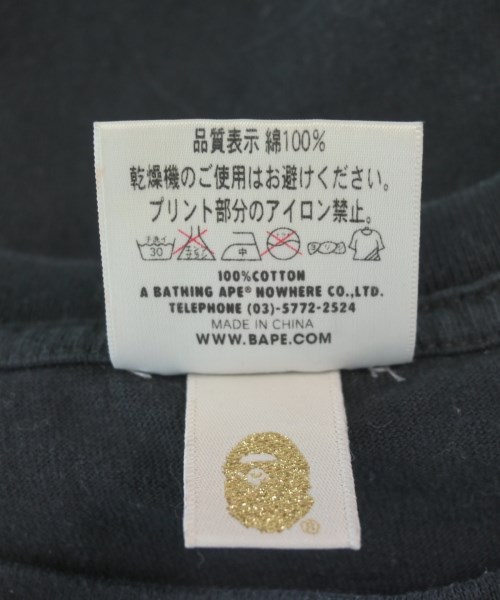 品質表示 綿100%
乾燥機のご使用はお避けください。
プリント部分のアイロン禁止。
30 中
100%COTTON
A BATHING APE® NOWHERE CO.,LTD.
TELEPHONE (03)-5772-2524
MADE IN CHINA
WWW.BAPE.COM
®